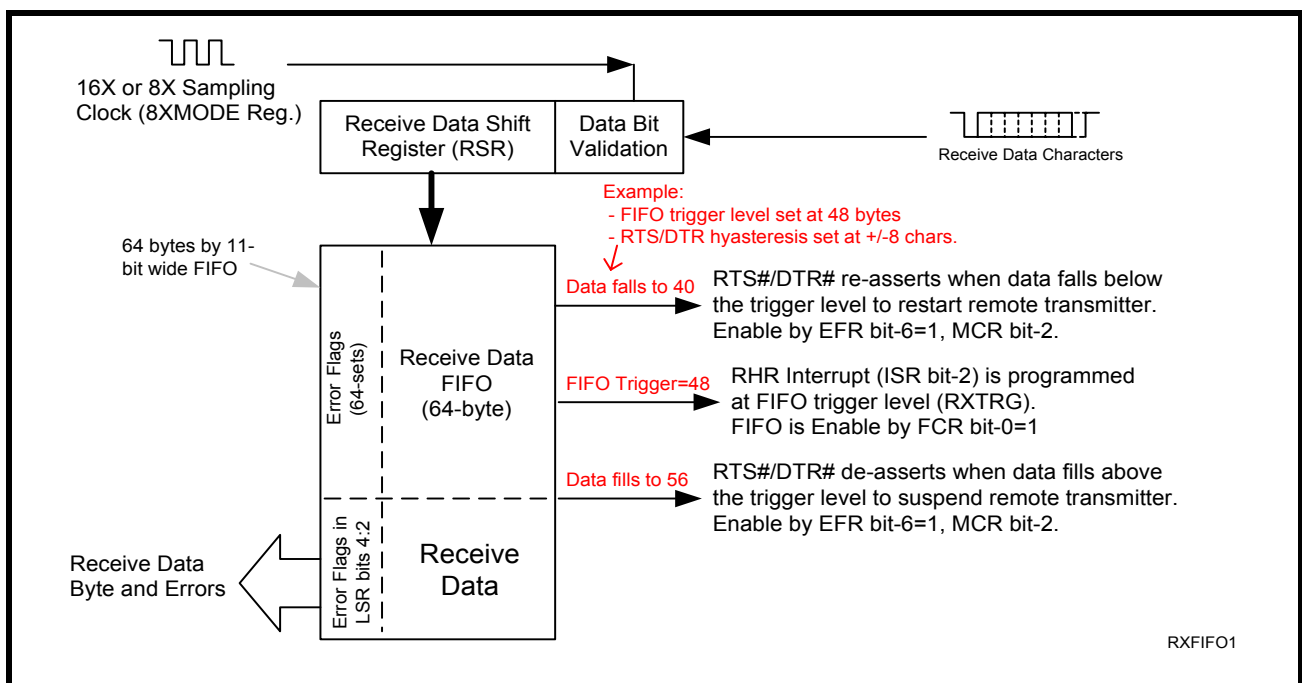 16X or 8X Sampling
Clock (8XMODE Reg.)
Receive Data Shift
Register (RSR)
Data Bit
Validation
Receive Data Characters
Example:
- FIFO trigger level set at 48 bytes
- RTS/DTR hyasteresis set at +/-8 chars.
64 bytes by 11-
bit wide FIFO
Data falls to 40
RTS#/DTR# re-asserts when data falls below
the trigger level to restart remote transmitter.
Enable by EFR bit-6=1, MCR bit-2.
Error Flags
(64-sets)
Receive Data
FIFO
(64-byte)
FIFO Trigger=48
RHR Interrupt (ISR bit-2) is programmed
at FIFO trigger level (RXTRG).
FIFO is Enable by FCR bit-0=1
Data fills to 56
RTS#/DTR# de-asserts when data fills above
the trigger level to suspend remote transmitter.
Enable by EFR bit-6=1, MCR bit-2.
Receive Data
Byte and Errors
Error Flags in
LSR bits 4:2
Receive
Data
RXFIFO1